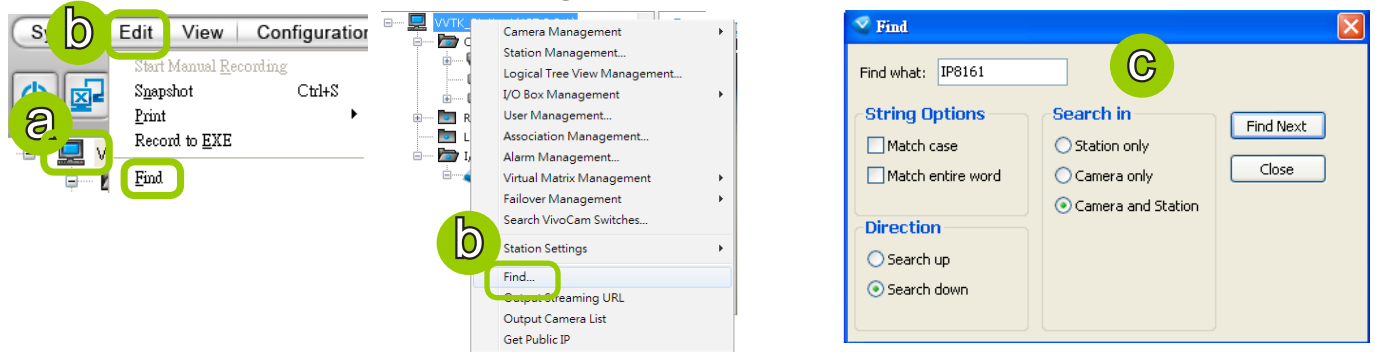 b
Edit View Configuration
Start Manual Recording
Snapshot Ctrl+S
Print
Record to EXE
a
Find
Camera Management
Station Management...
Logical Tree View Management...
I/O Box Management
User Management...
Association Management...
Alarm Management...
Virtual Matrix Management
Failover Management
Search VivoCam Switches...
b
Station Settings
Find...
Output Streaming URL
Output Camera List
Get Public IP
Find
c
Find what: IP8161
String Options
Match case
Match entire word
Direction
Search up
Search down
Search in
Station only
Camera only
Camera and Station
Find Next
Close